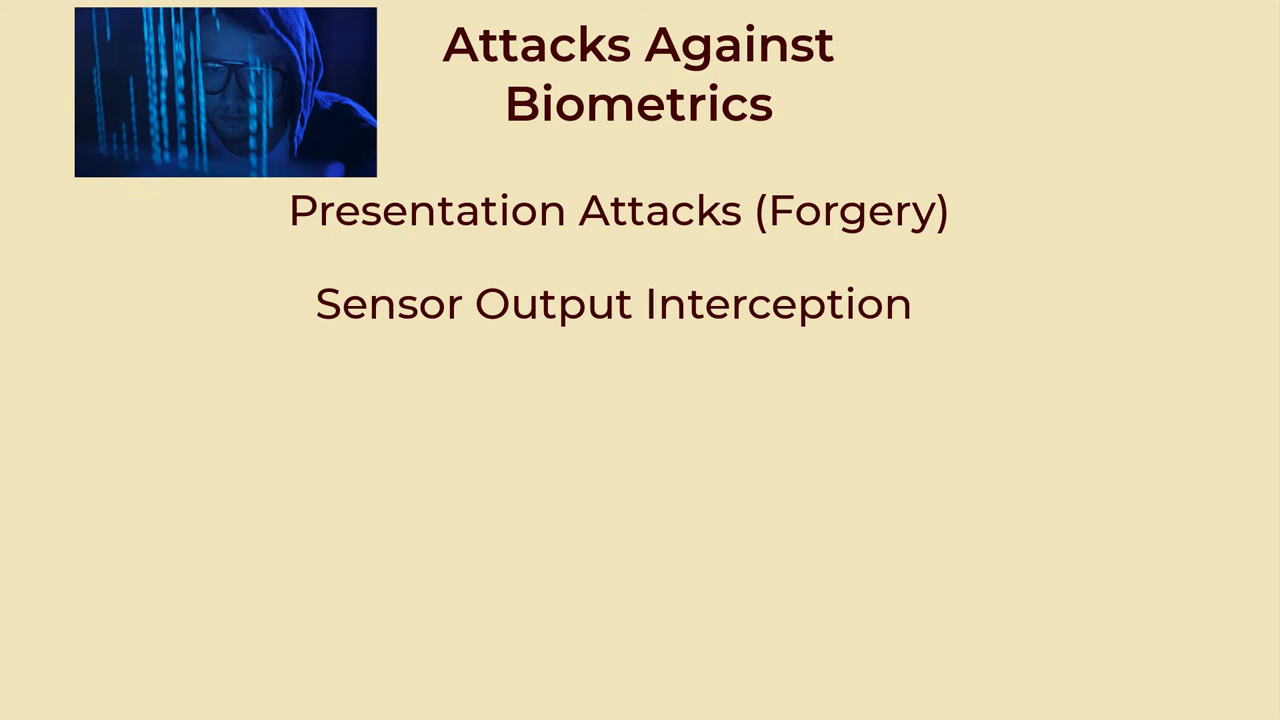 Attacks Against
Biometrics
Presentation Attacks (Forgery)
Sensor Output Interception